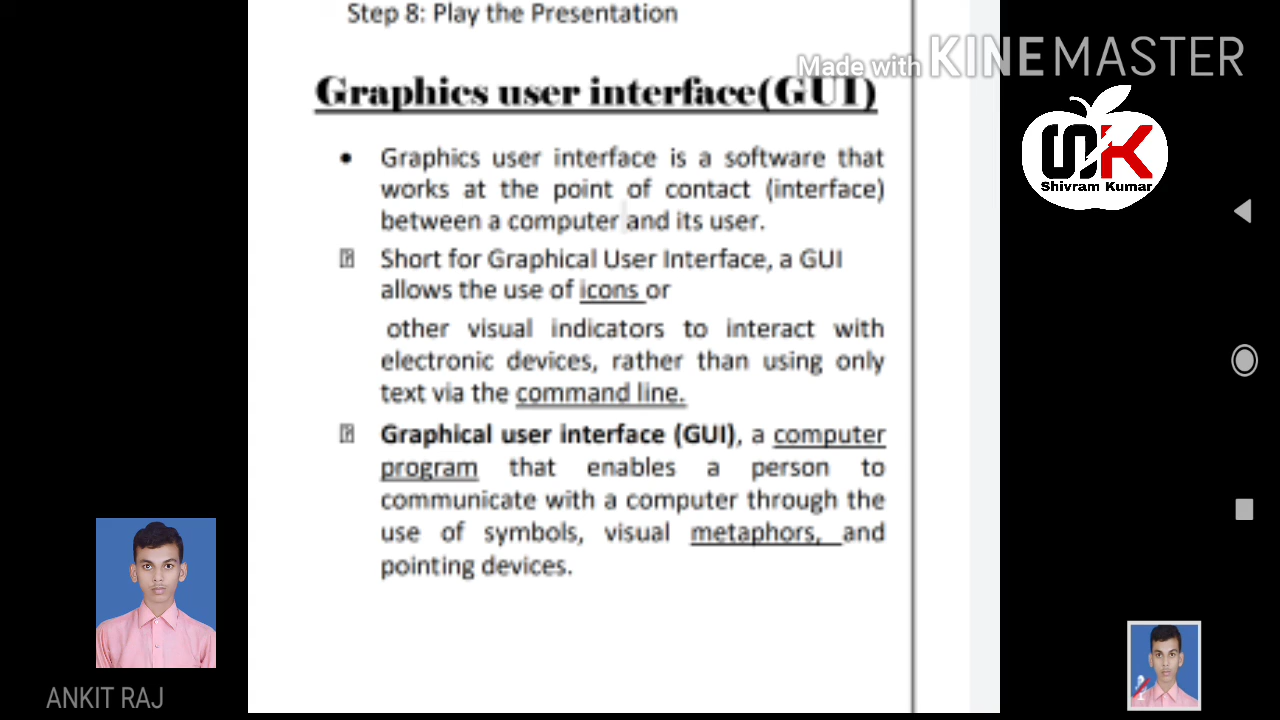 Step 8: Play the Presentation
Made with KINEMASTER
Graphics user interface(GUI)
SK
Shivram Kumar
• Graphics user interface is a software that
works at the point of contact (interface)
between a computer and its user.
Short for Graphical User Interface, a GUI
allows the use of icons or
other visual indicators to interact with
electronic devices, rather than using only
text via the command line.
Graphical user interface (GUI), a computer
program that enables a person to
communicate with a computer through the
use of symbols, visual metaphors, and
pointing devices.
ANKIT RAJ